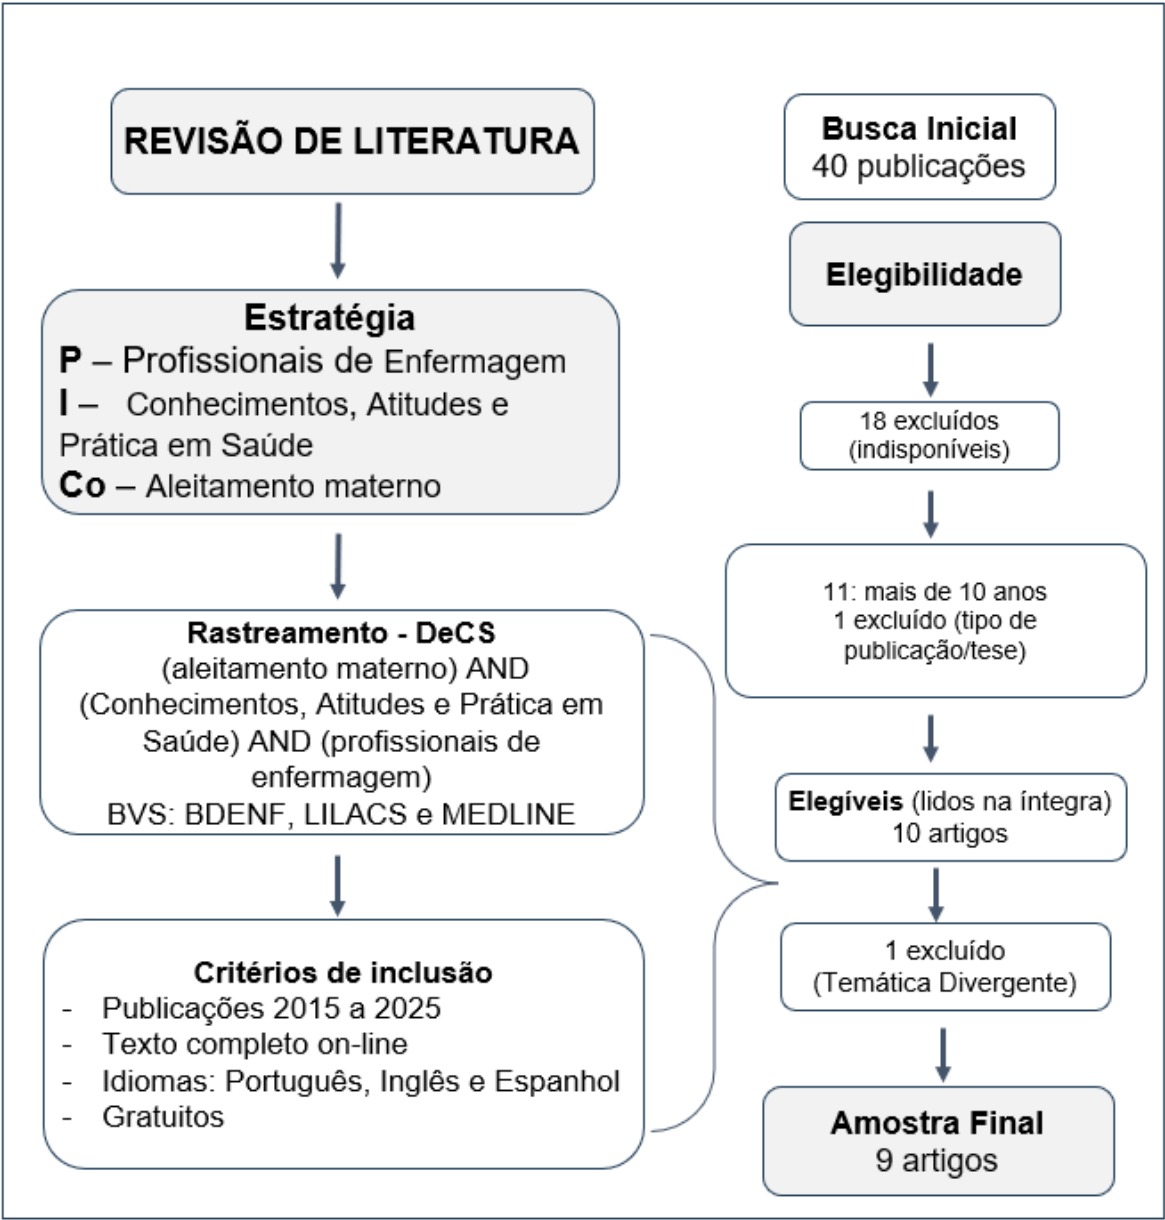 REVISÃO DE LITERATURA
Estratégia
P – Profissionais de Enfermagem
I – Conhecimentos, Atitudes e
Prática em Saúde
Co – Aleitamento materno
Rastreamento - DeCS
(aleitamento materno) AND
(Conhecimentos, Atitudes e Prática em
Saúde) AND (profissionais de
enfermagem)
BVS: BDENF, LILACS e MEDLINE
Critérios de inclusão
- Publicações 2015 a 2025
- Texto completo on-line
- Idiomas: Português, Inglês e Espanhol
- Gratuitos
Busca Inicial
40 publicações
Elegibilidade
18 excluídos
(indisponíveis)
11: mais de 10 anos
1 excluído (tipo de
publicação/tese)
Elegíveis (lidos na íntegra)
10 artigos
1 excluído
(Temática Divergente)
Amostra Final
9 artigos